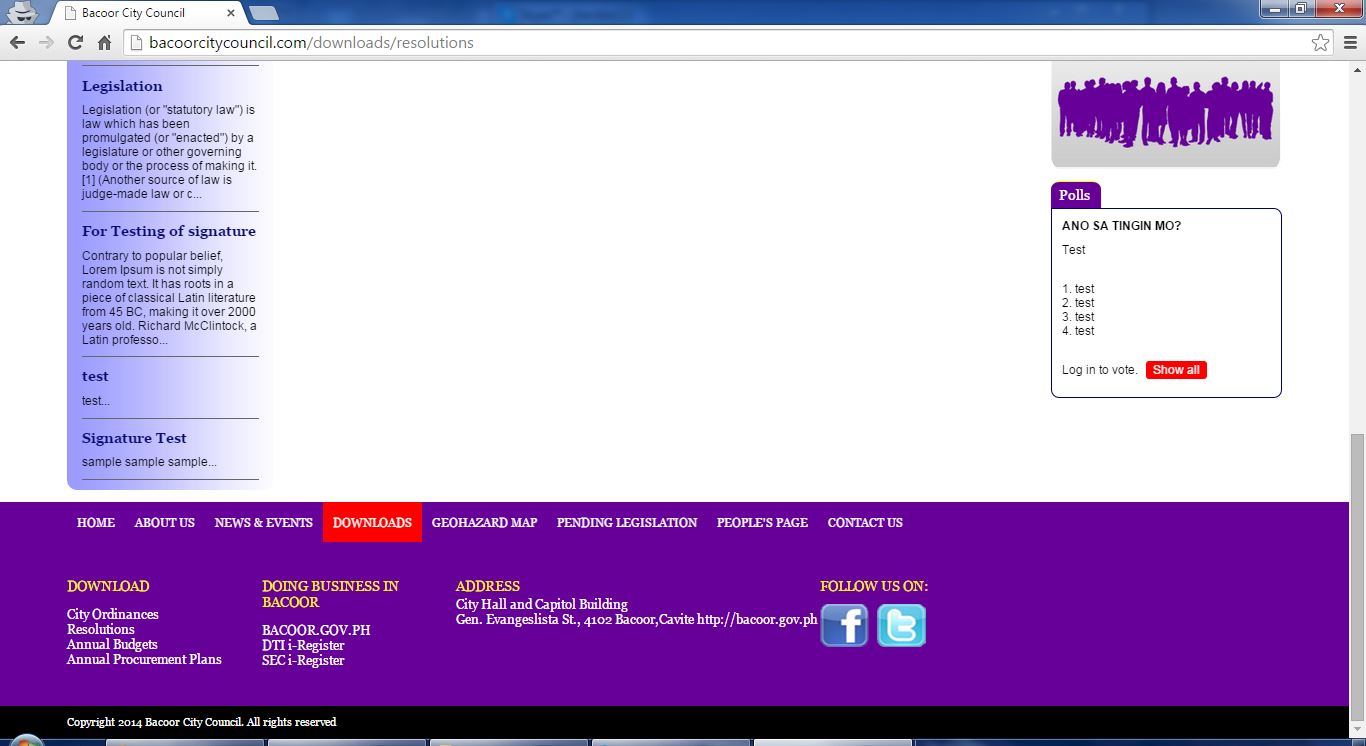 Bacoor City Council
bacoorcitycouncil.com/downloads/resolutions
Legislation
Legislation (or "statutory law") is
law which has been
promulgated (or "enacted") by a
legislature or other governing
body or the process of making it.
[1] (Another source of law is
judge-made law or c...
For Testing of signature
Contrary to popular belief,
Lorem Ipsum is not simply
random text. It has roots in a
piece of classical Latin literature
from 45 BC, making it over 2000
years old. Richard McClintock, a
Latin professo...
test
test...
Signature Test
sample sample sample...
Polls
ANO SA TINGIN MO?
Test
1. test
2. test
3. test
4. test
Log in to vote. Show all
HOME ABOUT US NEWS & EVENTS DOWNLOADS GEOHAZARD MAP PENDING LEGISLATION PEOPLE'S PAGE CONTACT US
DOWNLOAD
City Ordinances
Resolutions
Annual Budgets
Annual Procurement Plans
DOING BUSINESS IN
BACOOR
BACOOR.GOV.PH
DTI i-Register
SEC i-Register
ADDRESS
City Hall and Capitol Building
Gen. Evangeslista St., 4102 Bacoor,Cavite http://bacoor.gov.ph
FOLLOW US ON:
f t
Copyright 2014 Bacoor City Council. All rights reserved